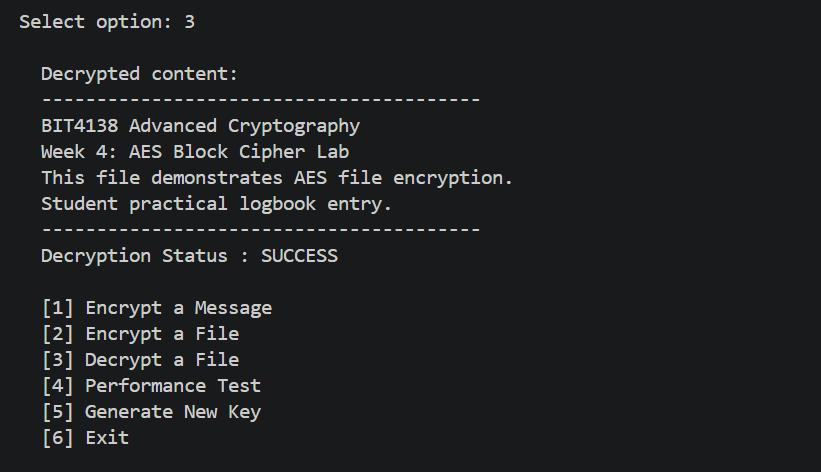 Select option: 3
Decrypted content:
----------------------------------------
BIT4138 Advanced Cryptography
Week 4: AES Block Cipher Lab
This file demonstrates AES file encryption.
Student practical logbook entry.
----------------------------------------
Decryption Status : SUCCESS
[1] Encrypt a Message
[2] Encrypt a File
[3] Decrypt a File
[4] Performance Test
[5] Generate New Key
[6] Exit